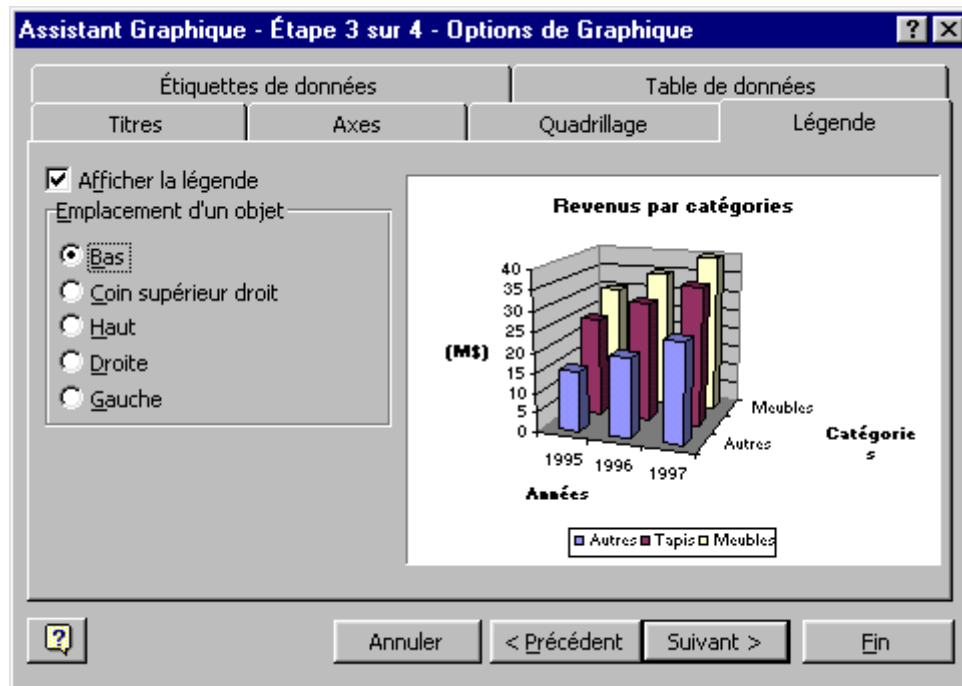 Assistant Graphique - Étape 3 sur 4 - Options de Graphique
Étiquettes de données
Table de données
Titres
Axes
Quadrillage
Légende
Afficher la légende
Emplacement d'un objet
Bas
Coin supérieur droit
Haut
Droite
Gauche
Revenus par catégories
(M$)
40
35
30
25
20
15
10
5
0
1995
1996
1997
Années
Meubles
Autres
Catégorie
s
Autres Tapis Meubles
?
Annuler
< Précédent
Suivant >
Fin